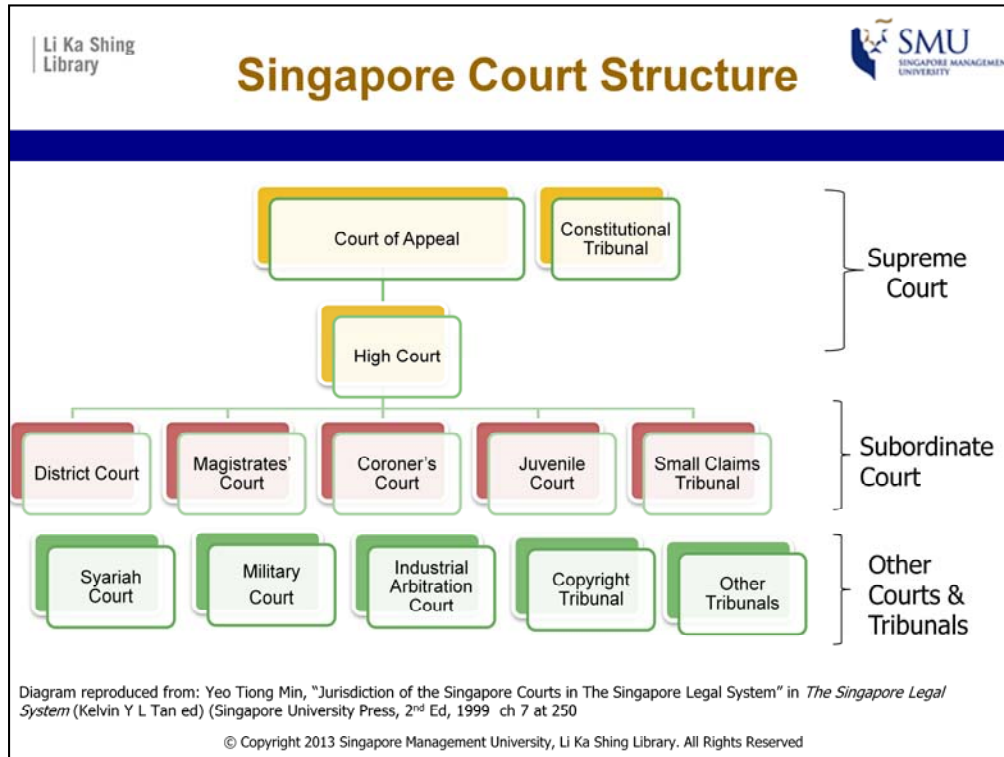 Li Ka Shing
Library
Singapore Court Structure
SMU
SINGAPORE MANAGEMENT
UNIVERSITY
Court of Appeal
Constitutional
Tribunal
Supreme
Court
High Court
District Court
Magistrates'
Court
Coroner's
Court
Juvenile
Court
Small Claims
Tribunal
Subordinate
Court
Syariah
Court
Military
Court
Industrial
Arbitration
Court
Copyright
Tribunal
Other
Tribunals
Other
Courts &
Tribunals
Diagram reproduced from: Yeo Tiong Min, "Jurisdiction of the Singapore Courts in The Singapore Legal System" in The Singapore Legal
System (Kelvin Y L Tan ed) (Singapore University Press, 2nd Ed, 1999 ch 7 at 250
© Copyright 2013 Singapore Management University, Li Ka Shing Library. All Rights Reserved